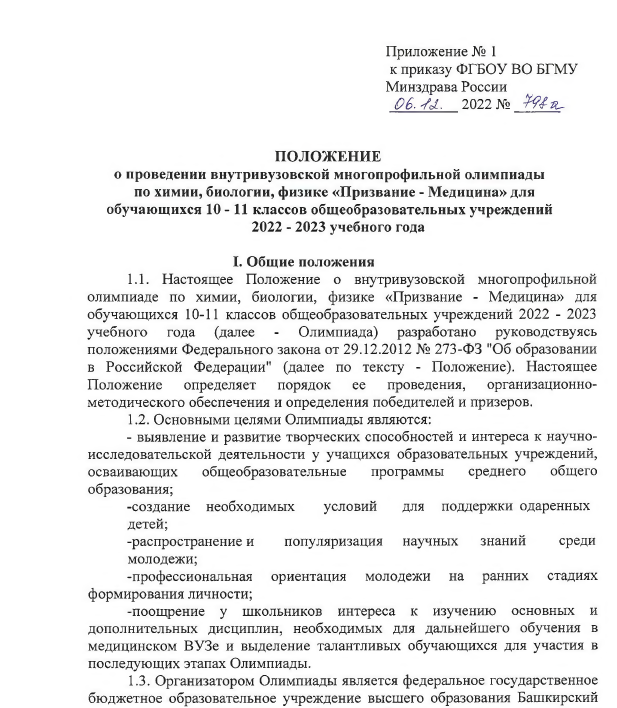 Приложение № 1
к приказу ФГБОУ ВО БГМУ
Минздрава России
06.12. 2022 № 798а
ПОЛОЖЕНИЕ
о проведении внутривузовской многопрофильной олимпиады
по химии, биологии, физике «Призвание - Медицина» для
обучающихся 10 - 11 классов общеобразовательных учреждений
2022 - 2023 учебного года
I. Общие положения
1.1. Настоящее Положение о внутривузовской многопрофильной
олимпиаде по химии, биологии, физике «Призвание - Медицина» для
обучающихся 10-11 классов общеобразовательных учреждений 2022 - 2023
учебного года (далее - Олимпиада) разработано руководствуясь
положениями Федерального закона от 29.12.2012 № 273-ФЗ "Об образовании
в Российской Федерации" (далее по тексту - Положение). Настоящее
Положение определяет порядок ее проведения, организационно-
методического обеспечения и определения победителей и призеров.
1.2. Основными целями Олимпиады являются:
- выявление и развитие творческих способностей и интереса к научно-
исследовательской деятельности у учащихся образовательных учреждений,
осваивающих общеобразовательные программы среднего общего
образования;
-создание необходимых условий для поддержки одаренных
детей;
-распространение и популяризация научных знаний среди
молодежи;
-профессиональная ориентация молодежи на ранних стадиях
формирования личности;
-поощрение у школьников интереса к изучению основных и
дополнительных дисциплин, необходимых для дальнейшего обучения в
медицинском ВУЗе и выделение талантливых обучающихся для участия в
последующих этапах Олимпиады.
1.3. Организатором Олимпиады является федеральное государственное
бюджетное образовательное учреждение высшего образования Башкирский